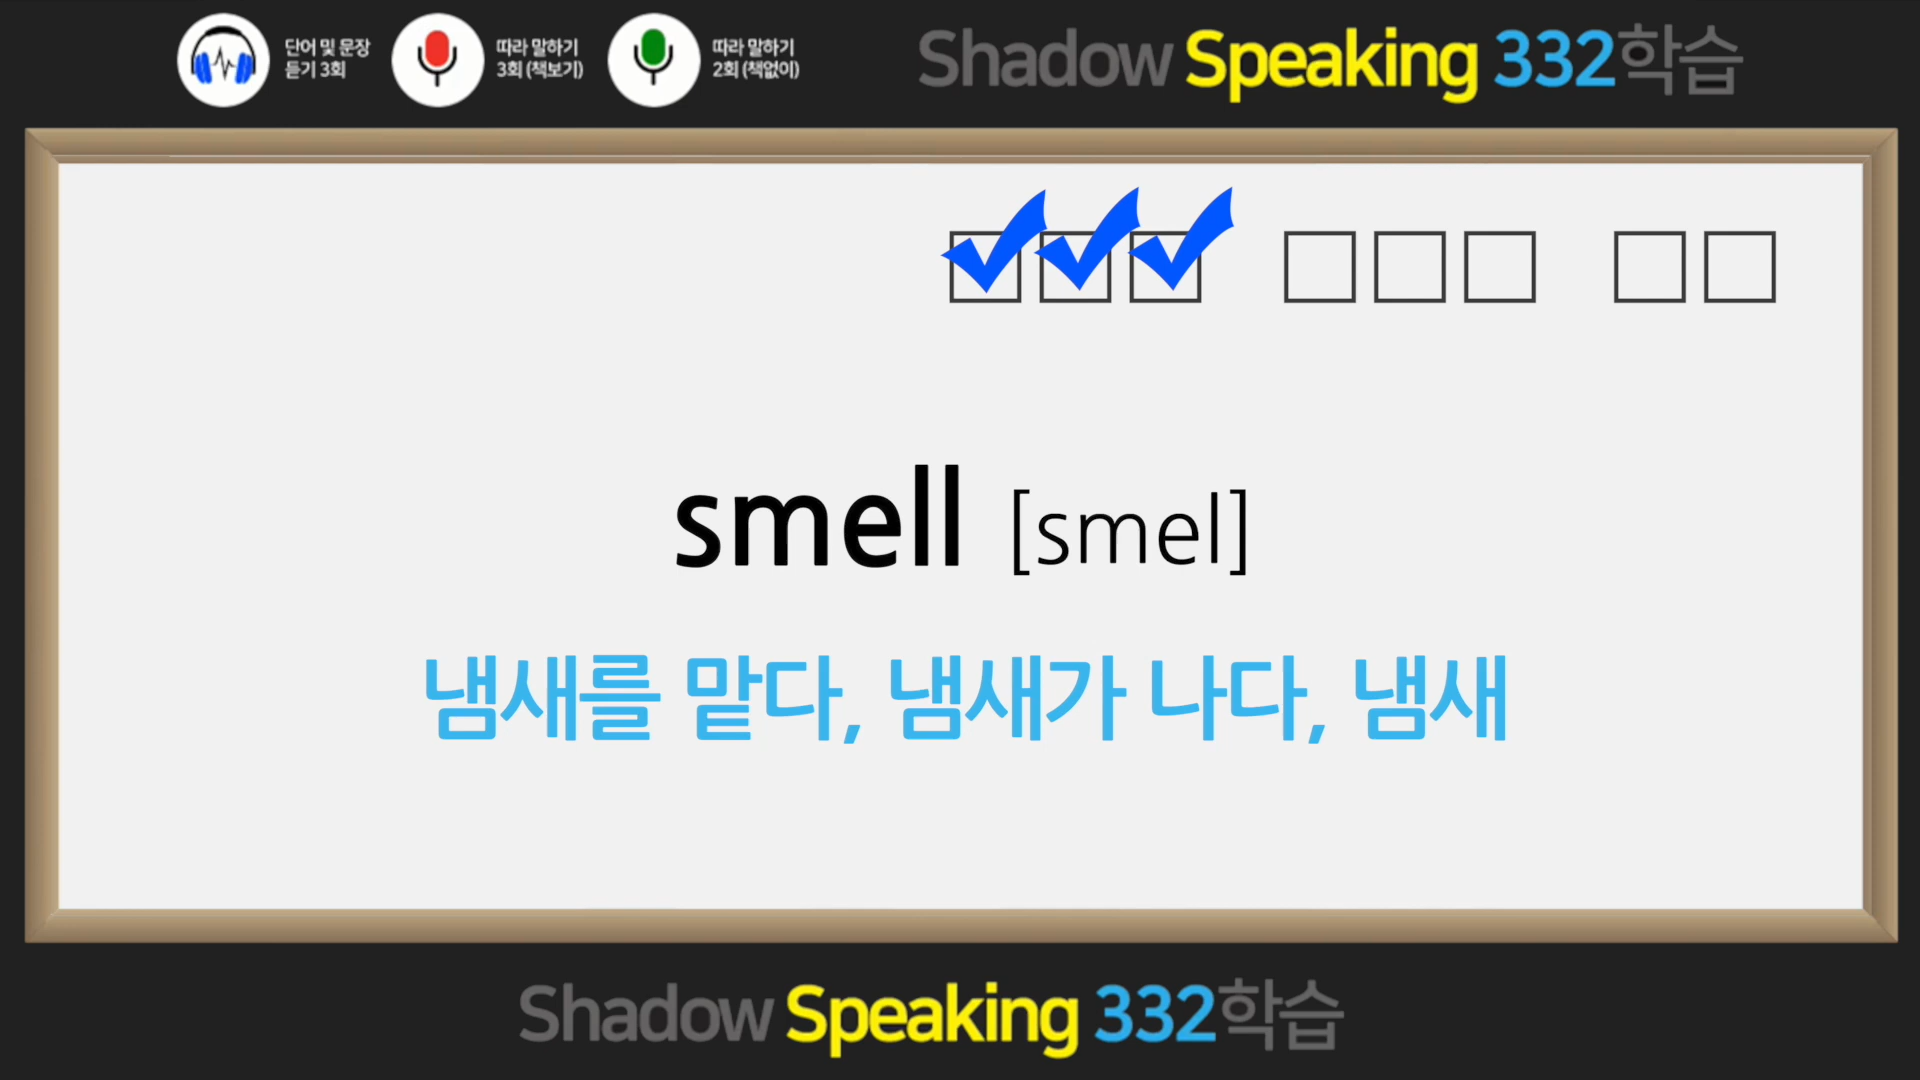 단어 및 문장
듣기 3회
따라 말하기
3회 (책보기)
따라 말하기
2회 (책없이)
Shadow Speaking 332학습
smell [smel]
냄새를 맡다, 냄새가 나다, 냄새
Shadow Speaking 332학습